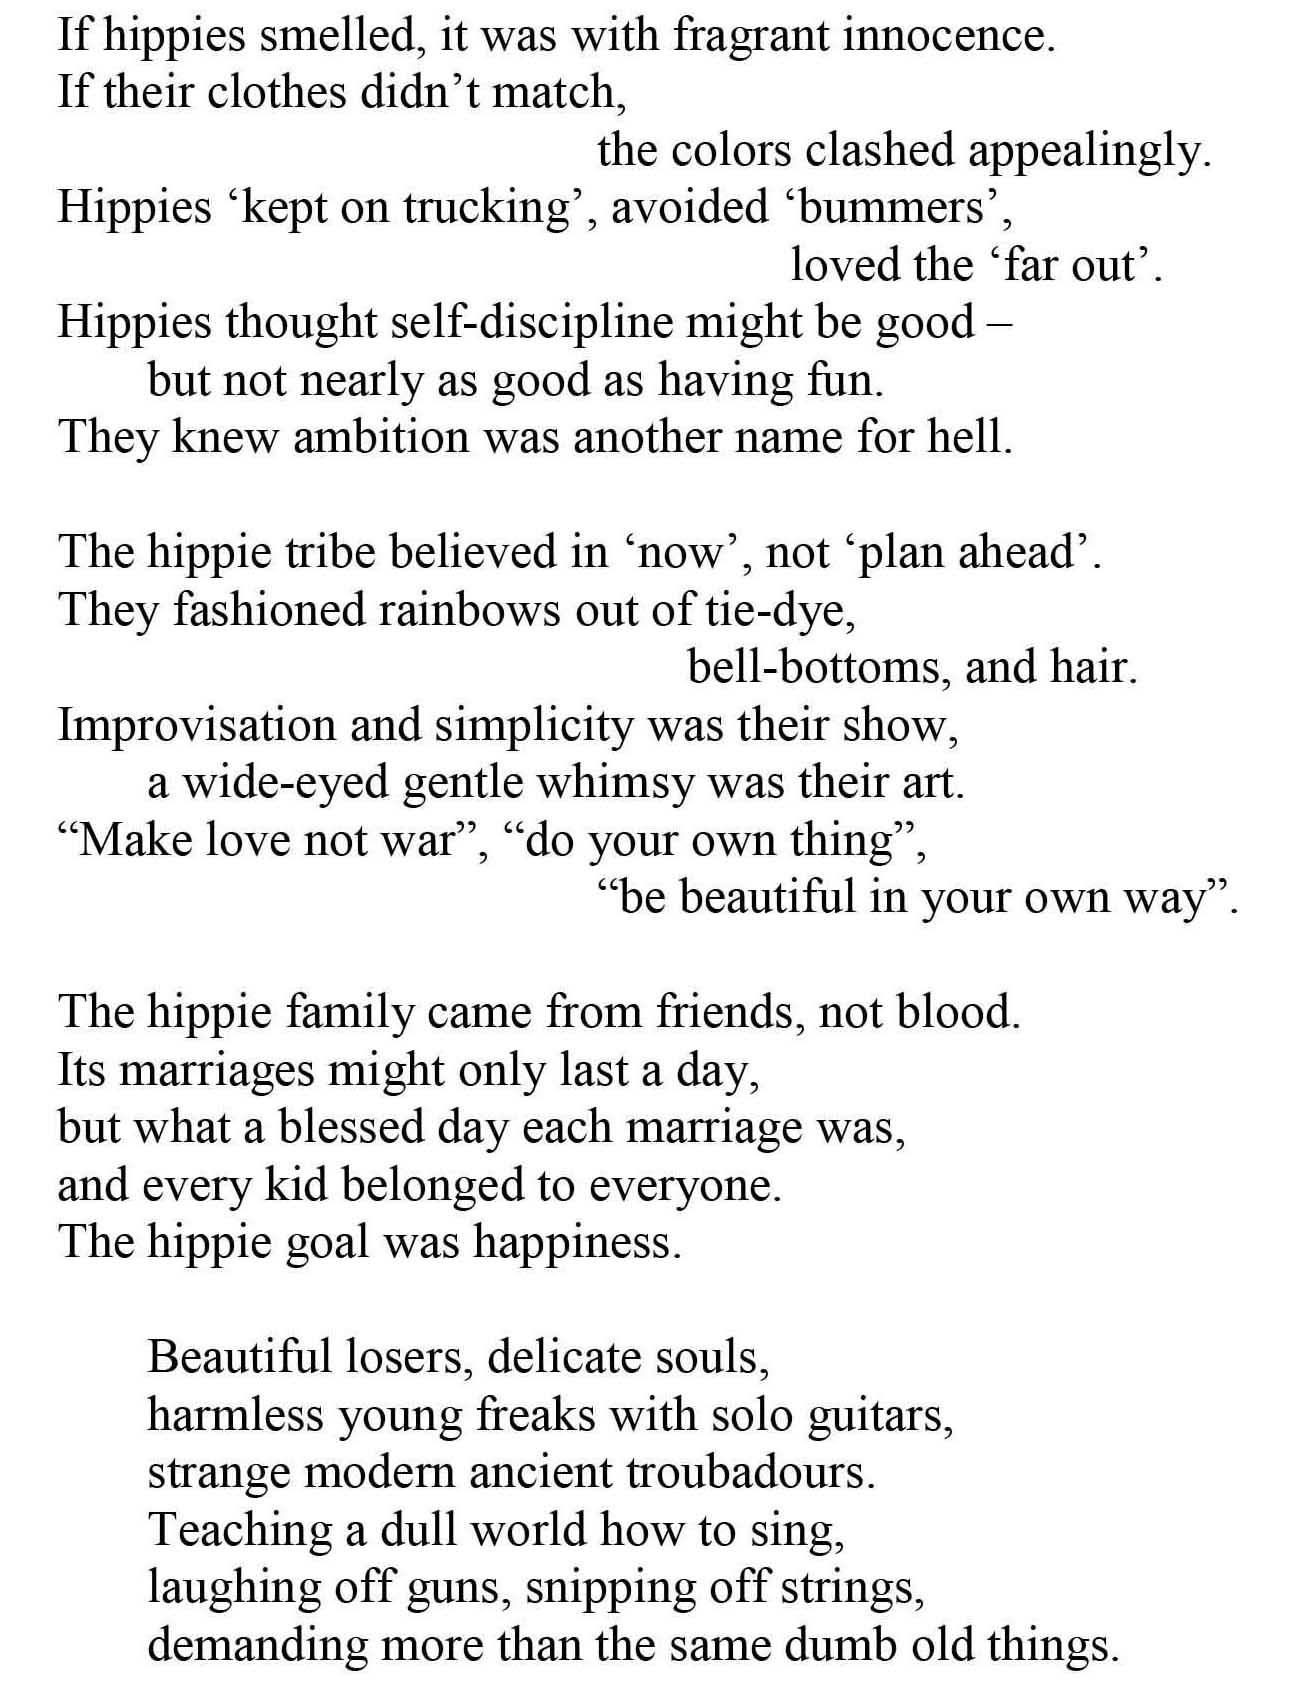 If hippies smelled, it was with fragrant innocence.
If their clothes didn’t match,
the colors clashed appealingly.
Hippies ‘kept on trucking’, avoided ‘bummers’,
loved the ‘far out’.
Hippies thought self-discipline might be good –
but not nearly as good as having fun.
They knew ambition was another name for hell.
The hippie tribe believed in ‘now’, not ‘plan ahead’.
They fashioned rainbows out of tie-dye,
bell-bottoms, and hair.
Improvisation and simplicity was their show,
a wide-eyed gentle whimsy was their art.
“Make love not war”, “do your own thing”,
“be beautiful in your own way”.
The hippie family came from friends, not blood.
Its marriages might only last a day,
but what a blessed day each marriage was,
and every kid belonged to everyone.
The hippie goal was happiness.
Beautiful losers, delicate souls,
harmless young freaks with solo guitars,
strange modern ancient troubadours.
Teaching a dull world how to sing,
laughing off guns, snipping off strings,
demanding more than the same dumb old things.